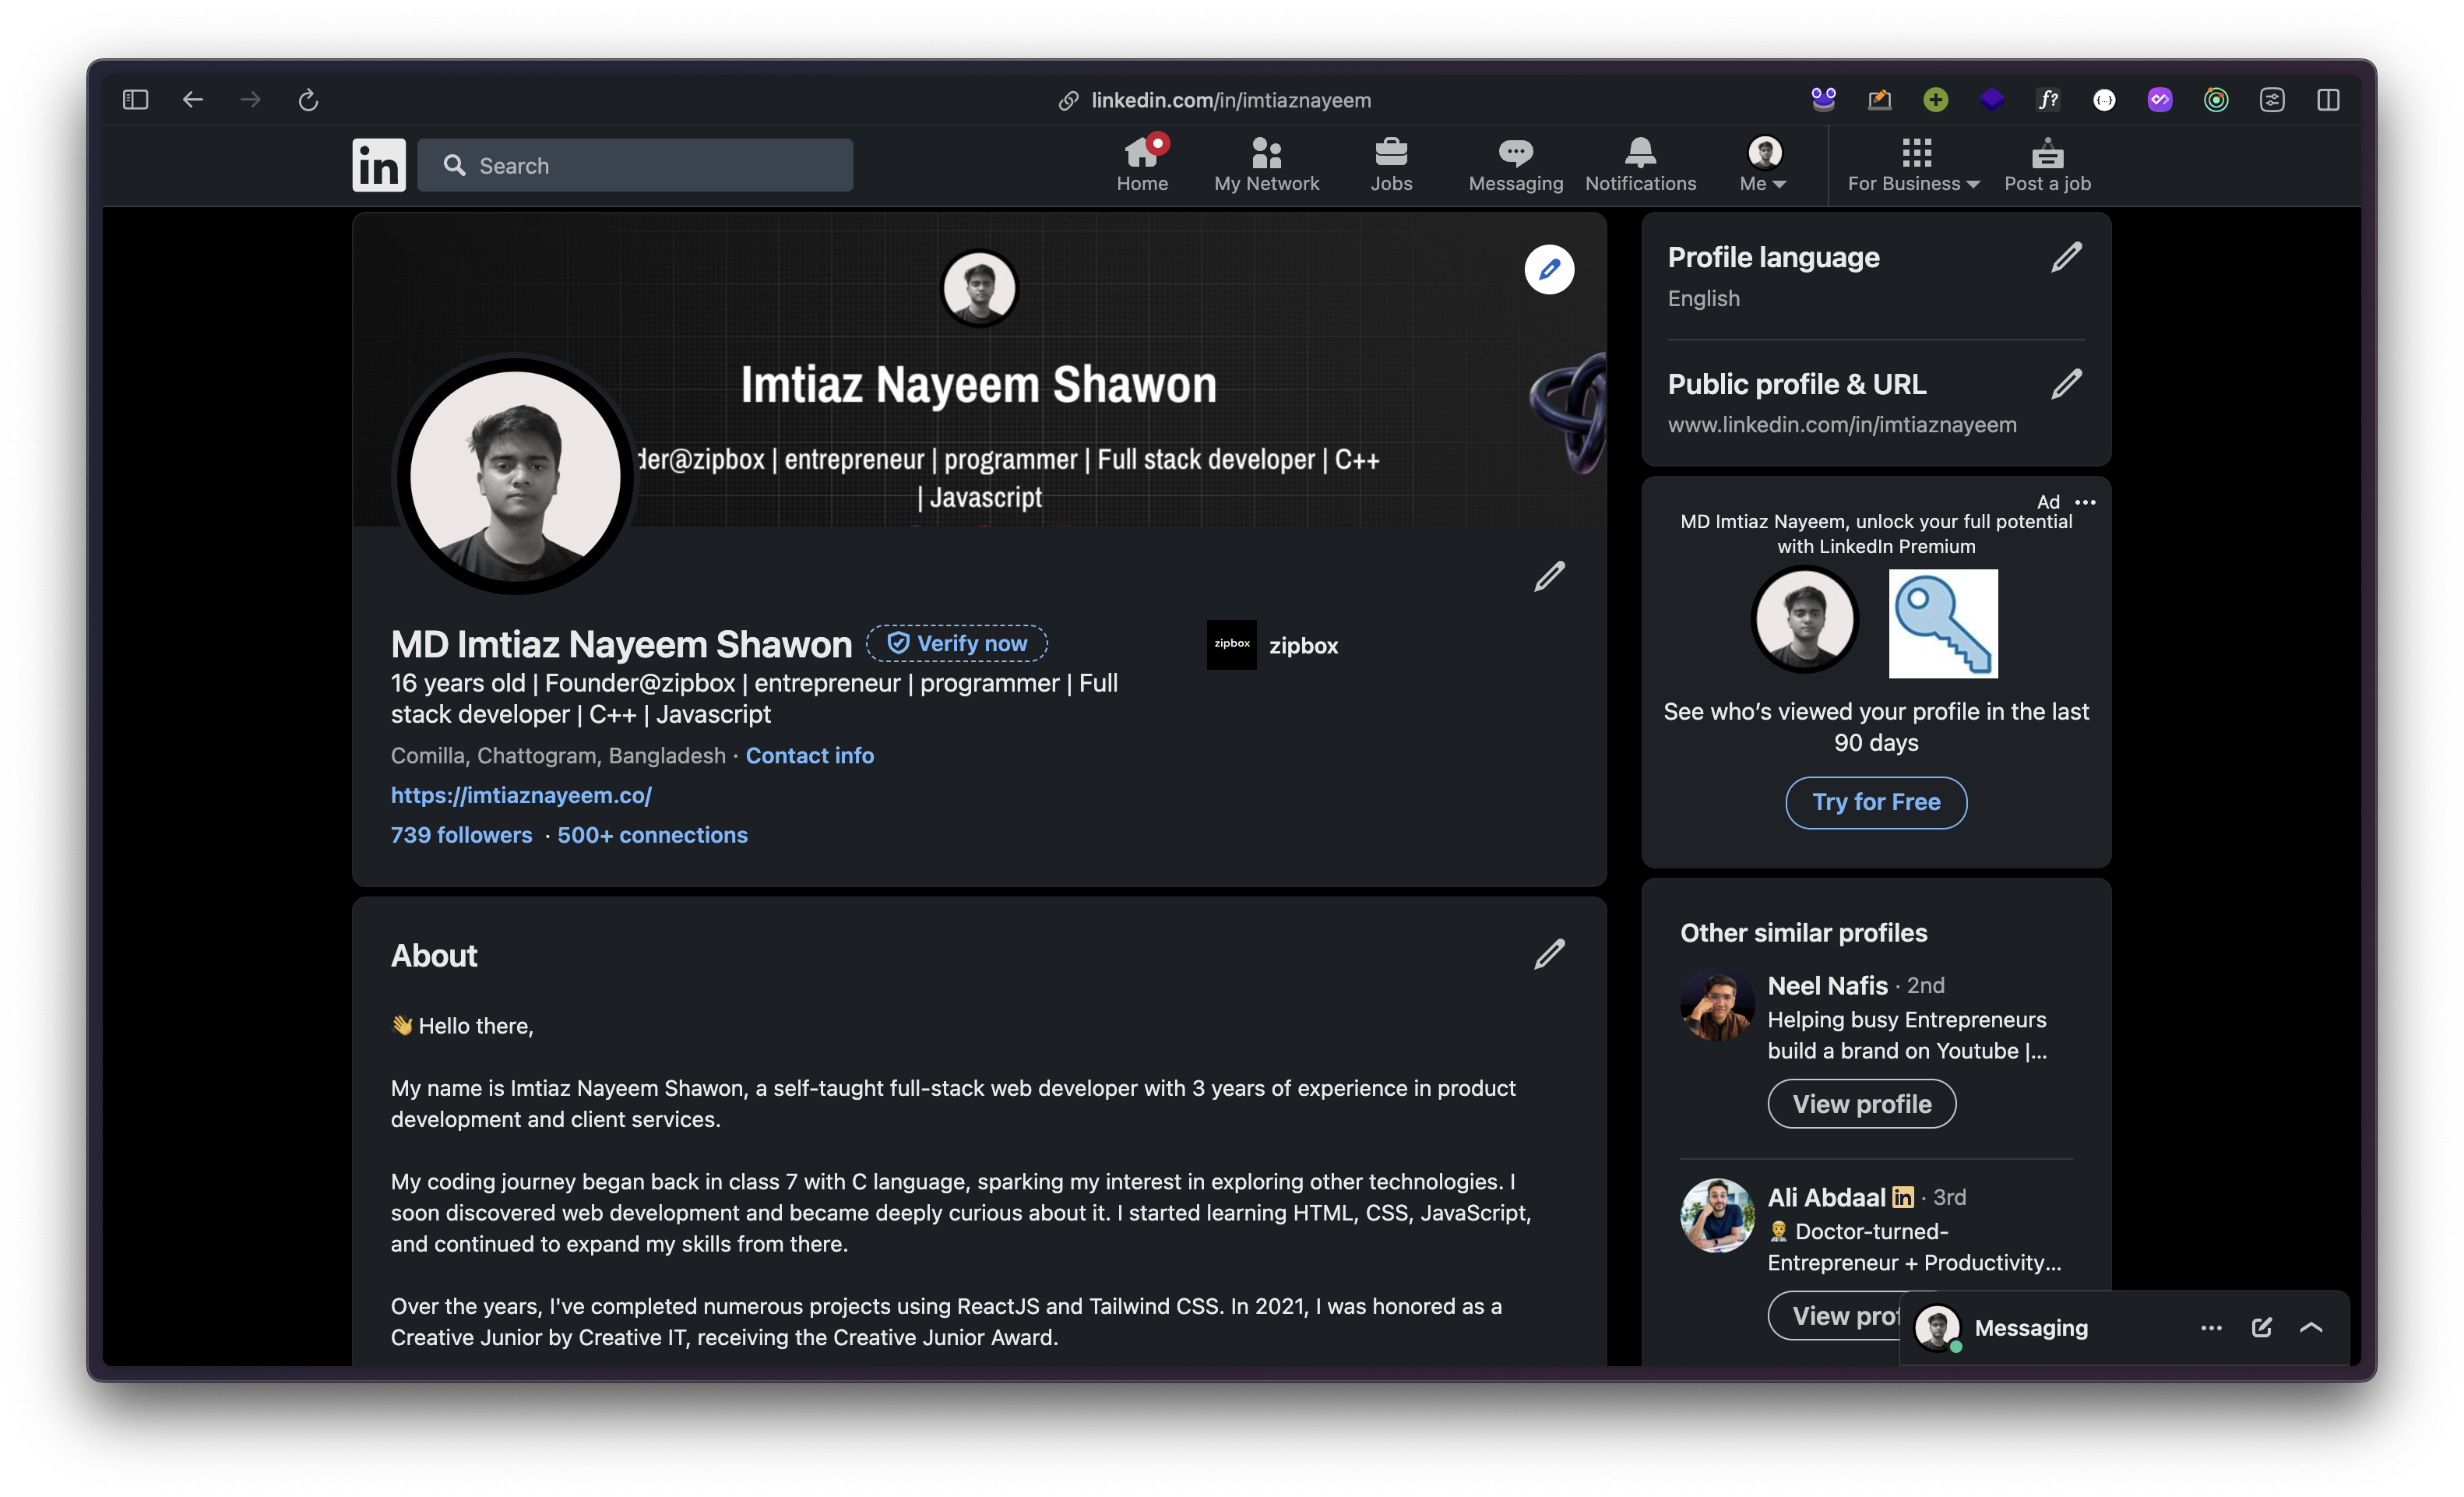 linkedin.com/in/imtiaznayeem
in
Search
Home
My Network
Jobs
Messaging
Notifications
Me
For Business
Post a job
Imtiaz Nayeem Shawon
der@zipbox | entrepreneur | programmer | Full stack developer | C++
| Javascript
MD Imtiaz Nayeem Shawon
Verify now
16 years old | Founder@zipbox | entrepreneur | programmer | Full
stack developer | C++ | Javascript
Comilla, Chattogram, Bangladesh · Contact info
https://imtiaznayeem.co/
739 followers · 500+ connections
zipbox
zipbox
About
👋 Hello there,
My name is Imtiaz Nayeem Shawon, a self-taught full-stack web developer with 3 years of experience in product
development and client services.
My coding journey began back in class 7 with C language, sparking my interest in exploring other technologies. I
soon discovered web development and became deeply curious about it. I started learning HTML, CSS, JavaScript,
and continued to expand my skills from there.
Over the years, I've completed numerous projects using ReactJS and Tailwind CSS. In 2021, I was honored as a
Creative Junior by Creative IT, receiving the Creative Junior Award.
Profile language
English
Public profile & URL
www.linkedin.com/in/imtiaznayeem
Ad
MD Imtiaz Nayeem, unlock your full potential
with LinkedIn Premium
See who's viewed your profile in the last
90 days
Try for Free
Other similar profiles
Neel Nafis · 2nd
Helping busy Entrepreneurs
build a brand on Youtube |...
View profile
Ali Abdaal in · 3rd
👨‍⚕️ Doctor-turned-
Entrepreneur + Productivity...
View prof
Messaging